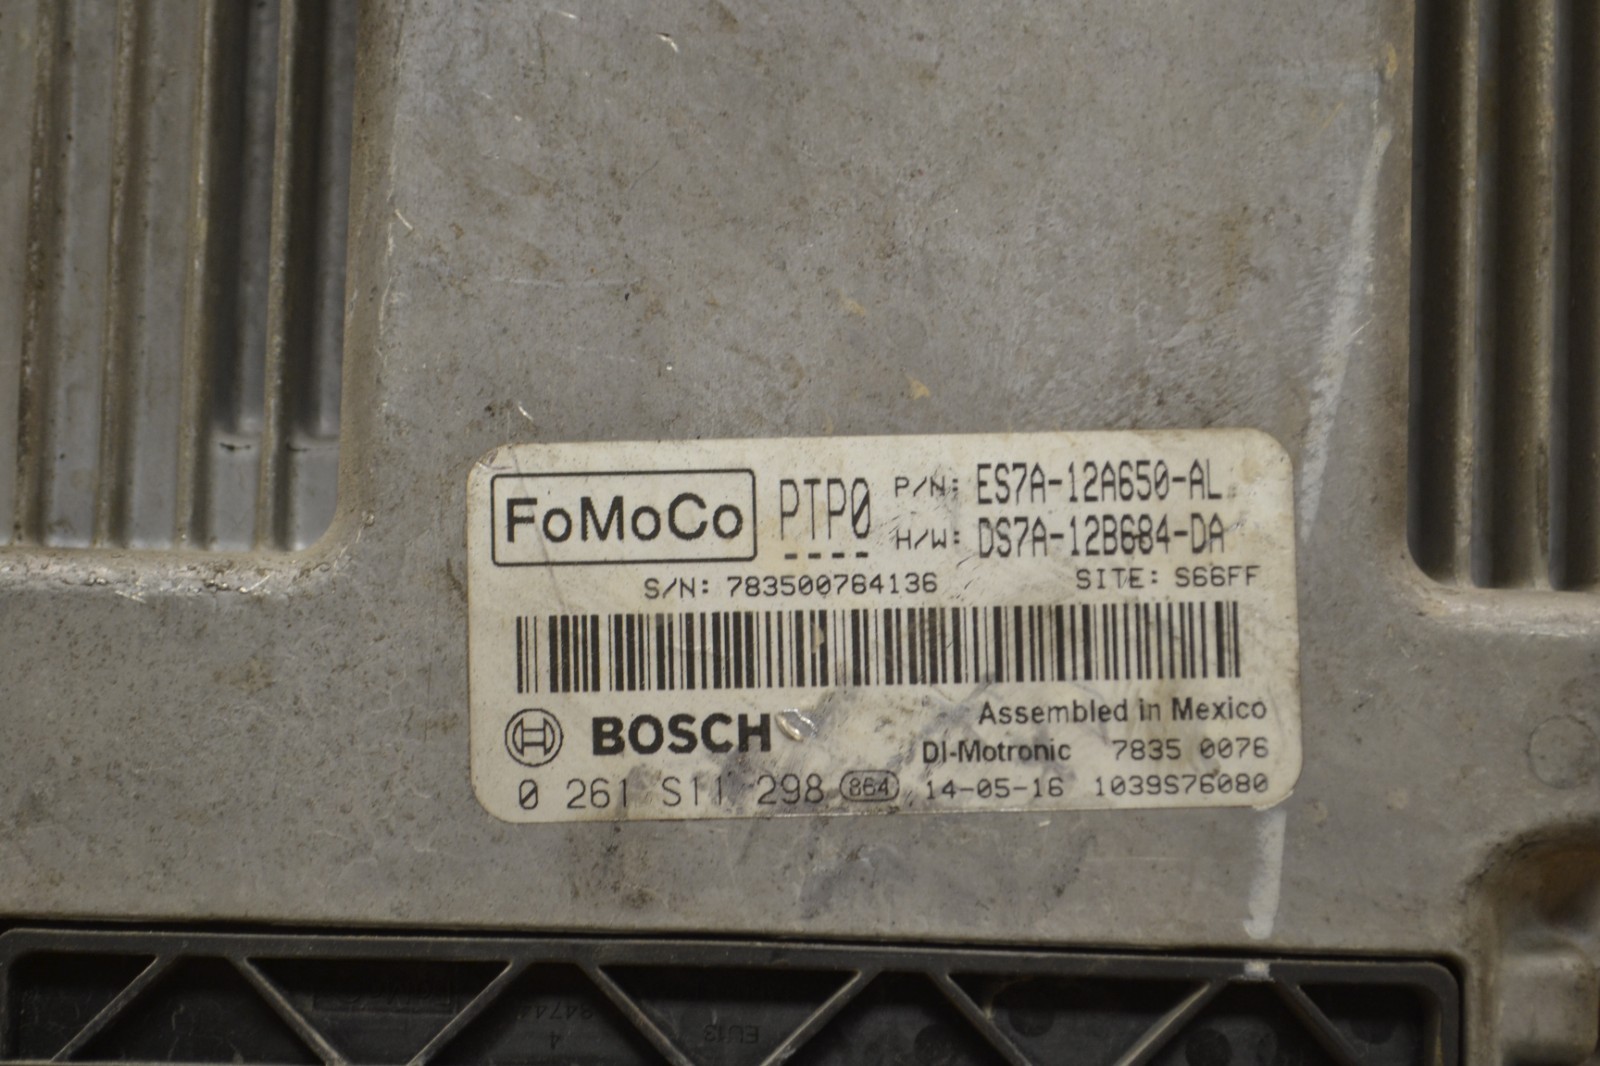 FoMoCo PTP0 P/N: ES7A-12A650-AL
H/W: DS7A-12B684-DA
S/N: 783500764136 SITE: S66FF
BOSCH Assembled in Mexico
DI-Motronic 7835 0076
0 261 S11 298 864 14-05-16 1039S76080